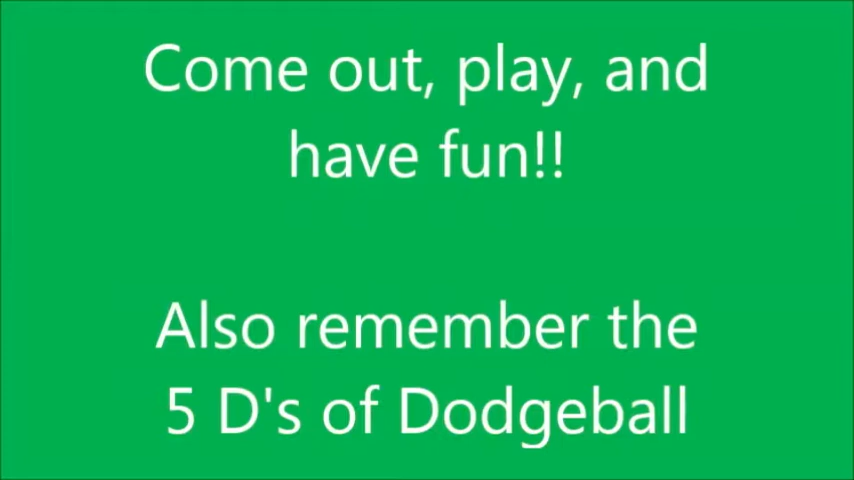 Come out, play, and
have fun!!
Also remember the
5 D's of Dodgeball